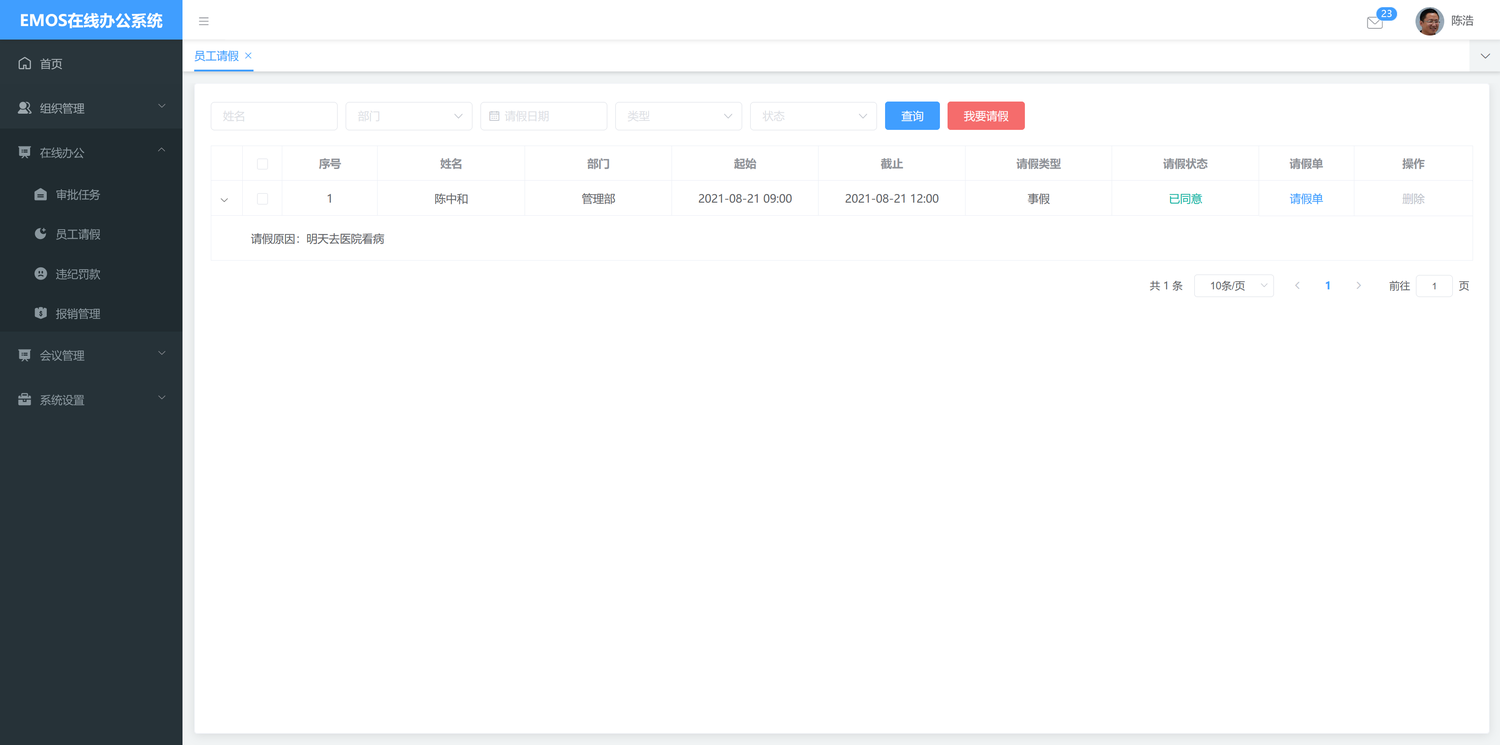 EMOS在线办公系统
23
陈浩
首页
组织管理
在线办公
审批任务
员工请假
违纪罚款
报销管理
会议管理
系统设置
员工请假
姓名 部门 请假日期 类型 状态 查询 我要请假
序号 姓名 部门 起始 截止 请假类型 请假状态 请假单 操作
1 陈中和 管理部 2021-08-21 09:00 2021-08-21 12:00 事假 已同意 请假单 删除
请假原因：明天去医院看病
共 1 条 10条/页 1 前往 1 页